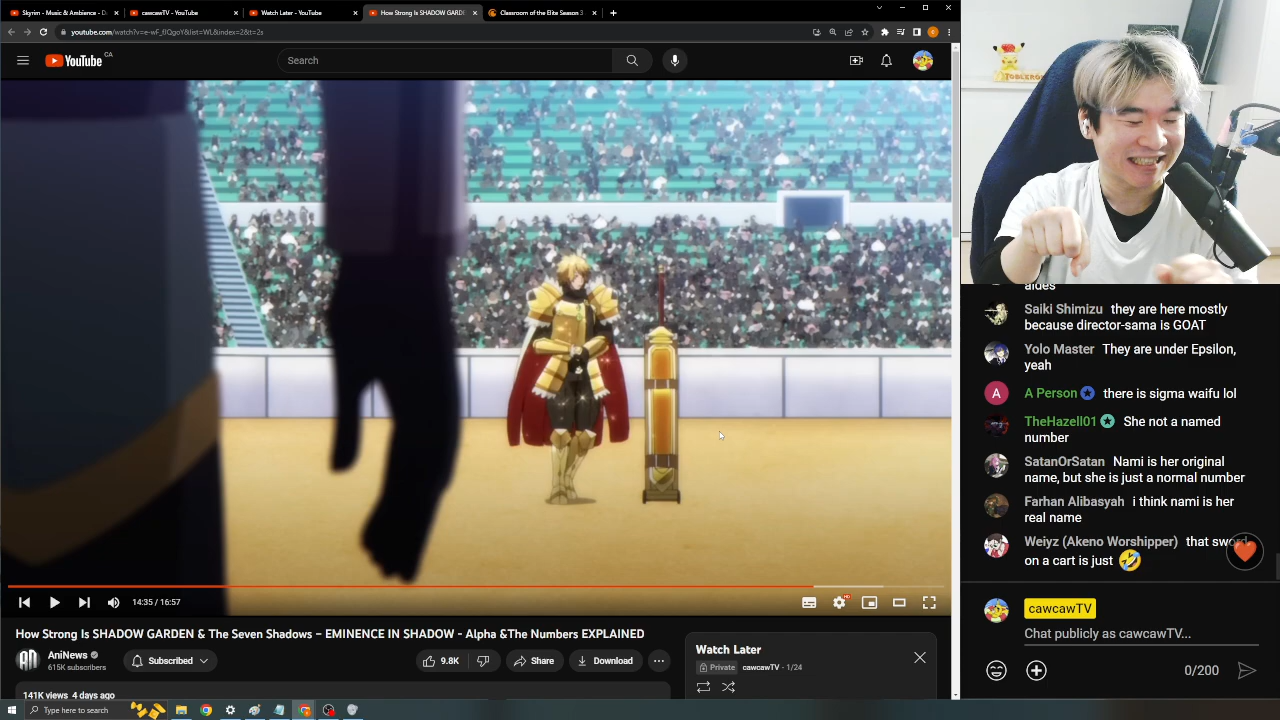 Skyrim - Music & Ambience - D
cawcawTV - YouTube
Watch Later - YouTube
How Strong Is SHADOW GARDE
Classroom of the Elite Season 3
youtube.com/watch?v=e-wF_flQgoY&list=WL&index=2&t=2s
YouTube CA
Search
TOBLERON
14:35 / 16:57
HD
How Strong Is SHADOW GARDEN & The Seven Shadows – EMINENCE IN SHADOW - Alpha &The Numbers EXPLAINED
AN
AniNews
615K subscribers
Subscribed
9.8K
Share
Download
141K views 4 days ago
Watch Later
Private
cawcawTV - 1/24
aides
Saiki Shimizu they are here mostly
because director-sama is GOAT
Yolo Master They are under Epsilon,
yeah
A
A Person there is sigma waifu lol
TheHazell01 She not a named
number
SatanOrSatan Nami is her original
name, but she is just a normal number
Farhan Alibasyah i think nami is her
real name
Weiyz (Akeno Worshipper) that sword
on a cart is just
cawcawTV
Chat publicly as cawcawTV...
0/200
Type here to search